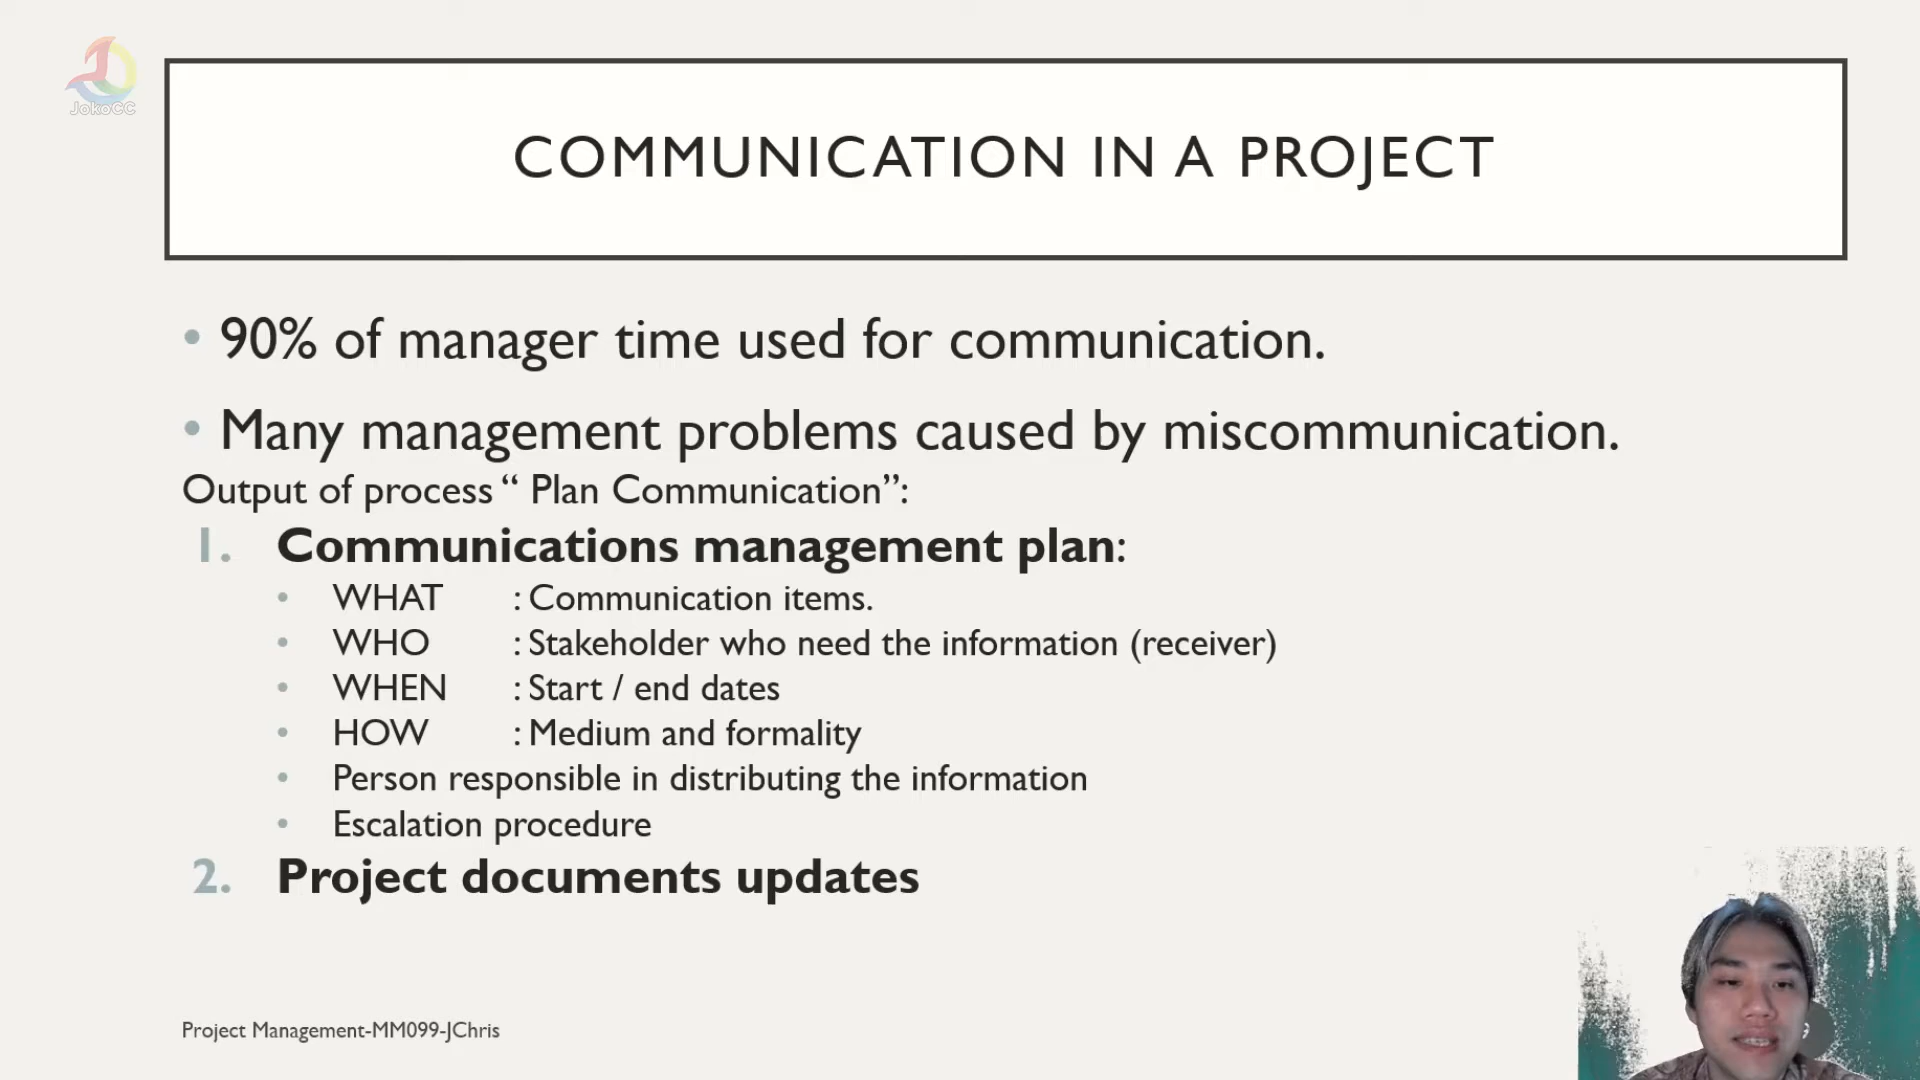 JokoCC
COMMUNICATION IN A PROJECT
• 90% of manager time used for communication.
• Many management problems caused by miscommunication.
Output of process “ Plan Communication”:
1. Communications management plan:
• WHAT : Communication items.
• WHO : Stakeholder who need the information (receiver)
• WHEN : Start / end dates
• HOW : Medium and formality
• Person responsible in distributing the information
• Escalation procedure
2. Project documents updates
Project Management-MM099-JChris